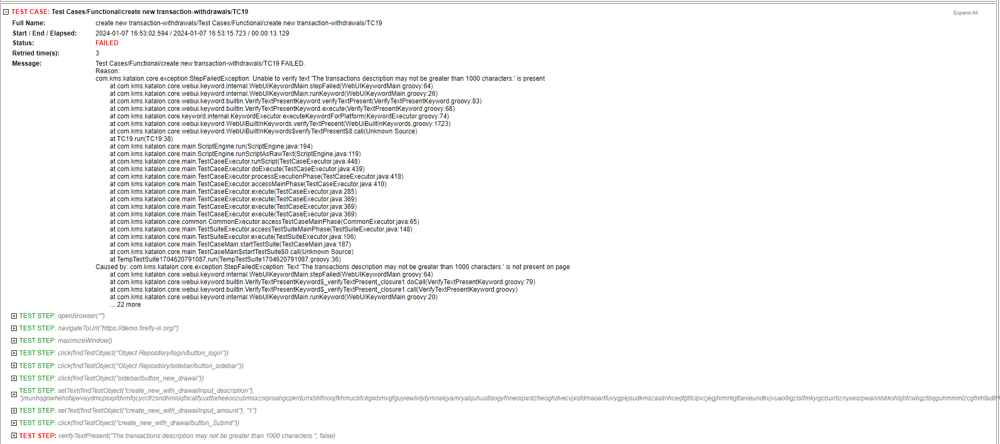 TEST CASE: Test Cases/Functional/create new transaction-withdrawals/TC19
Expand All
Full Name: create new transaction-withdrawals/Test Cases/Functional/create new transaction-withdrawals/TC19
Start / End / Elapsed: 2024-01-07 16:53:02.594 / 2024-01-07 16:53:15.723 / 00:00:13.129
Status: FAILED
Retried time(s): 3
Message: Test Cases/Functional/create new transaction-withdrawals/TC19 FAILED.
Reason:
com.kms.katalon.core.exception.StepFailedException: Unable to verify text 'The transactions description may not be greater than 1000 characters.' is present
at com.kms.katalon.core.webui.keyword.internal.WebUIKeywordMain.stepFailed(WebUIKeywordMain.groovy:64)
at com.kms.katalon.core.webui.keyword.internal.WebUIKeywordMain.runKeyword(WebUIKeywordMain.groovy:26)
at com.kms.katalon.core.webui.keyword.builtin.VerifyTextPresentKeyword.verifyTextPresent(VerifyTextPresentKeyword.groovy:83)
at com.kms.katalon.core.webui.keyword.builtin.VerifyTextPresentKeyword.execute(VerifyTextPresentKeyword.groovy:68)
at com.kms.katalon.core.keyword.internal.KeywordExecutor.executeKeywordForPlatform(KeywordExecutor.groovy:74)
at com.kms.katalon.core.webui.keyword.WebUiBuiltInKeywords.verifyTextPresent(WebUiBuiltInKeywords.groovy:1723)
at com.kms.katalon.core.webui.keyword.WebUiBuiltInKeywords$verifyTextPresent$8.call(Unknown Source)
at TC19.run(TC19:38)
at com.kms.katalon.core.main.ScriptEngine.run(ScriptEngine.java:194)
at com.kms.katalon.core.main.ScriptEngine.runScriptAsRawText(ScriptEngine.java:119)
at com.kms.katalon.core.main.TestCaseExecutor.runScript(TestCaseExecutor.java:448)
at com.kms.katalon.core.main.TestCaseExecutor.doExecute(TestCaseExecutor.java:439)
at com.kms.katalon.core.main.TestCaseExecutor.processExecutionPhase(TestCaseExecutor.java:418)
at com.kms.katalon.core.main.TestCaseExecutor.accessMainPhase(TestCaseExecutor.java:410)
at com.kms.katalon.core.main.TestCaseExecutor.execute(TestCaseExecutor.java:285)
at com.kms.katalon.core.main.TestCaseExecutor.execute(TestCaseExecutor.java:369)
at com.kms.katalon.core.main.TestCaseExecutor.execute(TestCaseExecutor.java:369)
at com.kms.katalon.core.main.TestCaseExecutor.execute(TestCaseExecutor.java:369)
at com.kms.katalon.core.common.CommonExecutor.accessTestCaseMainPhase(CommonExecutor.java:65)
at com.kms.katalon.core.main.TestSuiteExecutor.accessTestSuiteMainPhase(TestSuiteExecutor.java:148)
at com.kms.katalon.core.main.TestSuiteExecutor.execute(TestSuiteExecutor.java:106)
at com.kms.katalon.core.main.TestCaseMain.startTestSuite(TestCaseMain.java:187)
at com.kms.katalon.core.main.TestCaseMain$startTestSuite$0.call(Unknown Source)
at TempTestSuite1704620791087.run(TempTestSuite1704620791087.groovy:36)
Caused by: com.kms.katalon.core.exception.StepFailedException: Text 'The transactions description may not be greater than 1000 characters.' is not present on page
at com.kms.katalon.core.webui.keyword.internal.WebUIKeywordMain.stepFailed(WebUIKeywordMain.groovy:64)
at com.kms.katalon.core.webui.keyword.builtin.VerifyTextPresentKeyword$_verifyTextPresent_closure1.doCall(VerifyTextPresentKeyword.groovy:79)
at com.kms.katalon.core.webui.keyword.builtin.VerifyTextPresentKeyword$_verifyTextPresent_closure1.call(VerifyTextPresentKeyword.groovy)
at com.kms.katalon.core.webui.keyword.internal.WebUIKeywordMain.runKeyword(WebUIKeywordMain.groovy:20)
... 22 more
TEST STEP: openBrowser("")
TEST STEP: navigateToUrl("https://demo.firefly-iii.org/")
TEST STEP: maximizeWindow()
TEST STEP: click(findTestObject("Object Repository/login/button_login"))
TEST STEP: click(findTestObject("Object Repository/sidebar/button_sidebar"))
TEST STEP: click(findTestObject("sidebar/button_new_drawal"))
TEST STEP: setText(findTestObject("create_new_with_drawal/input_description"),
TEST STEP: setText(findTestObject("create_new_with_drawal/input_amount"), "1")
TEST STEP: click(findTestObject("create_new_with_drawal/button_Submit"))
TEST STEP: verifyTextPresent("The transactions description may not be greater than 1000 characters.", false)